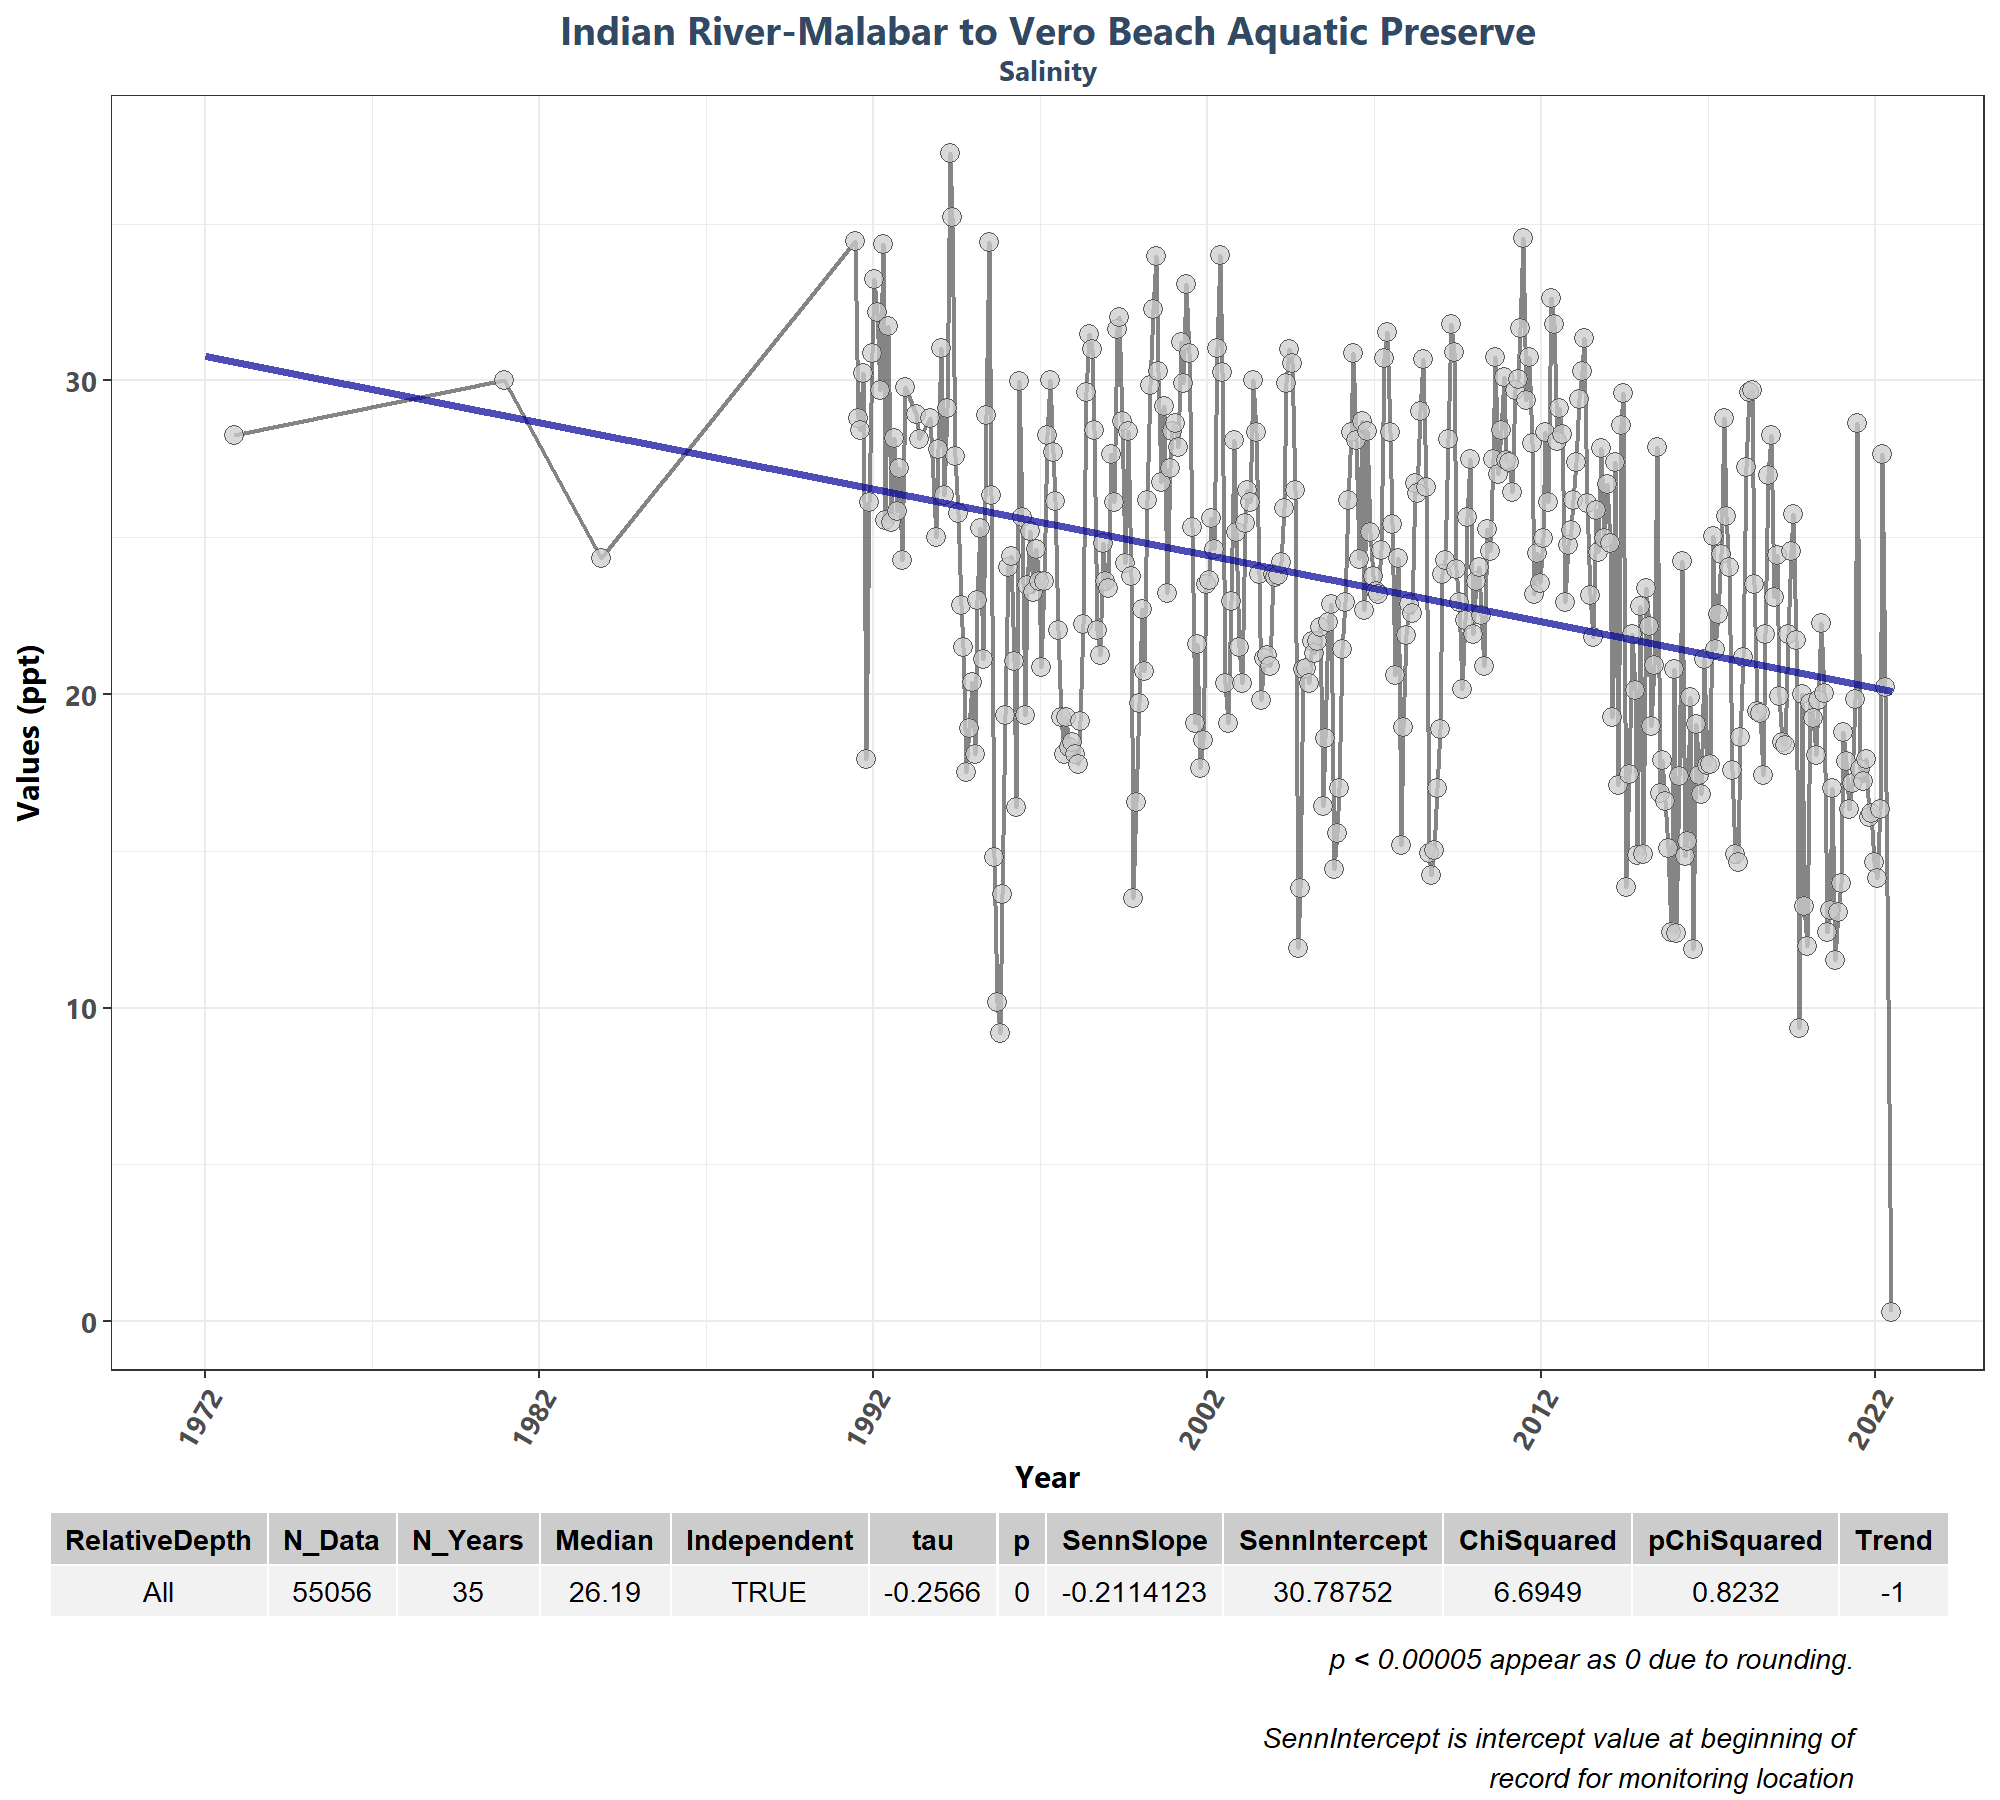 Indian River-Malabar to Vero Beach Aquatic Preserve
Salinity
Values (ppt)
30
20
10
0
1972
1982
1992
2002
2012
2022
Year
RelativeDepth N_Data N_Years Median Independent tau p SennSlope SennIntercept ChiSquared pChiSquared Trend
All 55056 35 26.19 TRUE -0.2566 0 -0.2114123 30.78752 6.6949 0.8232 -1
p < 0.00005 appear as 0 due to rounding.
SennIntercept is intercept value at beginning of
record for monitoring location